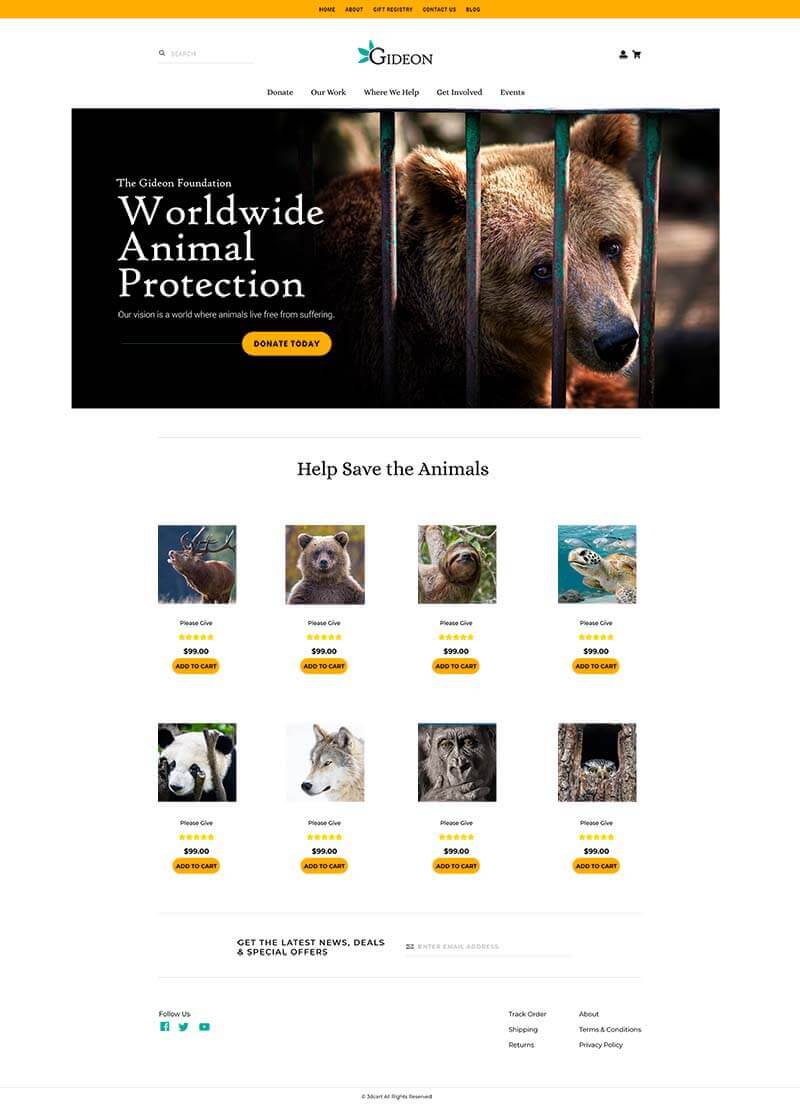 HOME ABOUT GIFT REGISTRY CONTACT US BLOG
SEARCH
GIDEON
Donate Our Work Where We Help Get Involved Events
The Gideon Foundation
Worldwide
Animal
Protection
Our vision is a world where animals live free from suffering.
DONATE TODAY
Help Save the Animals
Please Give Please Give Please Give Please Give
$99.00 $99.00 $99.00 $99.00
ADD TO CART ADD TO CART ADD TO CART ADD TO CART
Please Give Please Give Please Give Please Give
$99.00 $99.00 $99.00 $99.00
ADD TO CART ADD TO CART ADD TO CART ADD TO CART
GET THE LATEST NEWS, DEALS
& SPECIAL OFFERS
ENTER EMAIL ADDRESS
Follow Us
Track Order About
Shipping Terms & Conditions
Returns Privacy Policy
© 3dcart All Rights Reserved